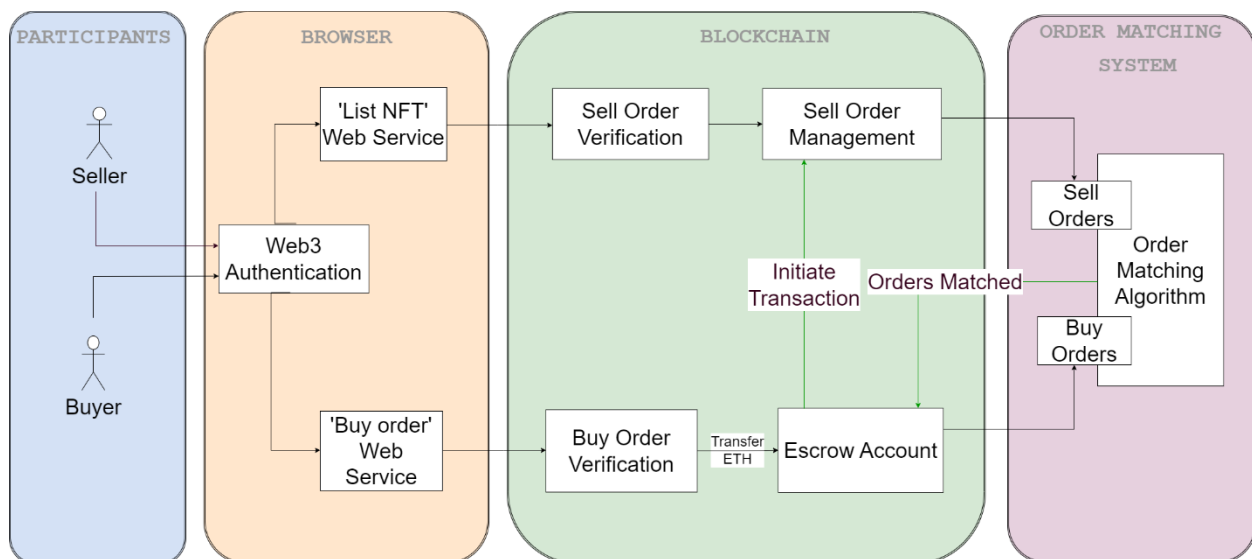 PARTICIPANTS
BROWSER
BLOCKCHAIN
ORDER MATCHING
SYSTEM
Seller
Buyer
Web3
Authentication
'List NFT'
Web Service
'Buy order'
Web
Service
Sell Order
Verification
Sell Order
Management
Initiate
Transaction
Orders Matched
Buy Order
Verification
Transfer
ETH
Escrow Account
Sell
Orders
Order
Matching
Algorithm
Buy
Orders